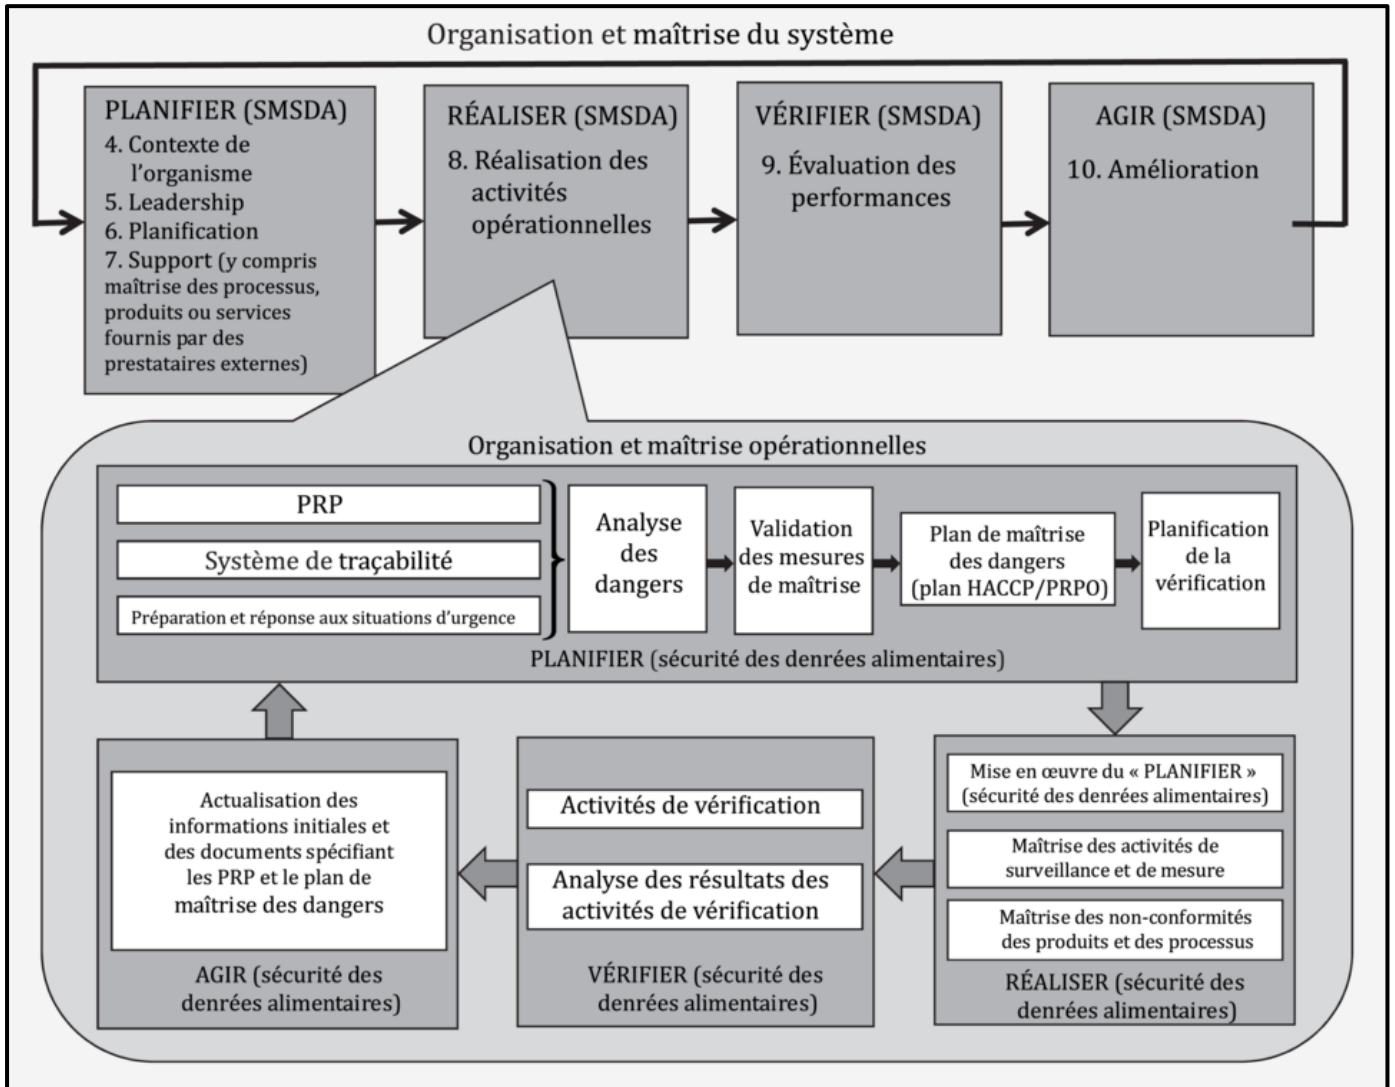 Organisation et maîtrise du système
PLANIFIER (SMSDA)
4. Contexte de
l'organisme
5. Leadership
6. Planification
7. Support (y compris
maîtrise des processus,
produits ou services
fournis par des
prestataires externes)
RÉALISER (SMSDA)
8. Réalisation des
activités
opérationnelles
VÉRIFIER (SMSDA)
9. Évaluation des
performances
AGIR (SMSDA)
10. Amélioration
Organisation et maîtrise opérationnelles
PRP
Système de traçabilité
Préparation et réponse aux situations d'urgence
Analyse
des
dangers
Validation
des mesures
de maîtrise
Plan de maîtrise
des dangers
(plan HACCP/PRPO)
Planification
de la
vérification
PLANIFIER (sécurité des denrées alimentaires)
Actualisation des
informations initiales et
des documents spécifiant
les PRP et le plan de
maîtrise des dangers
AGIR (sécurité des
denrées alimentaires)
Activités de vérification
Analyse des résultats des
activités de vérification
VÉRIFIER (sécurité des
denrées alimentaires)
Mise en œuvre du « PLANIFIER »
(sécurité des denrées alimentaires)
Maîtrise des activités de
surveillance et de mesure
Maîtrise des non-conformités
des produits et des processus
RÉALISER (sécurité des
denrées alimentaires)